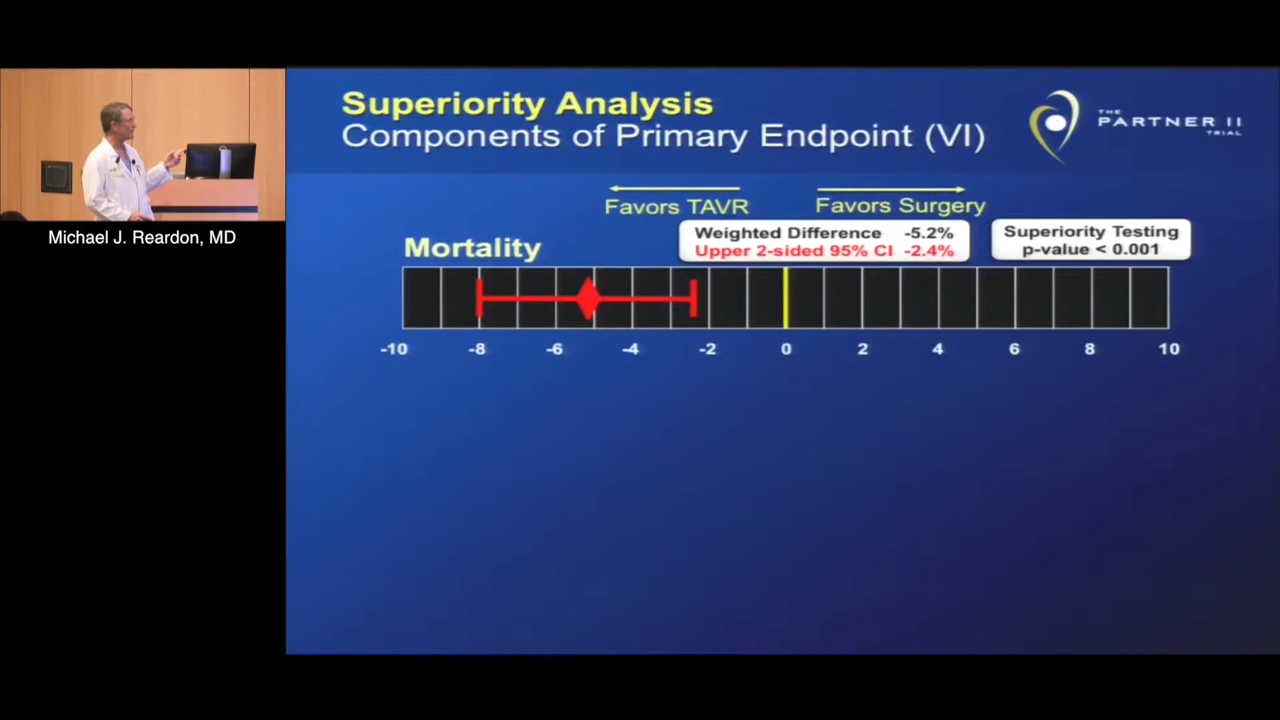 Superiority Analysis
Components of Primary Endpoint (VI)
THE
PARTNER II
TRIAL
Favors TAVR
Favors Surgery
Mortality
Weighted Difference -5.2%
Upper 2-sided 95% CI -2.4%
Superiority Testing
p-value < 0.001
-10 -8 -6 -4 -2 0 2 4 6 8 10
Michael J. Reardon, MD